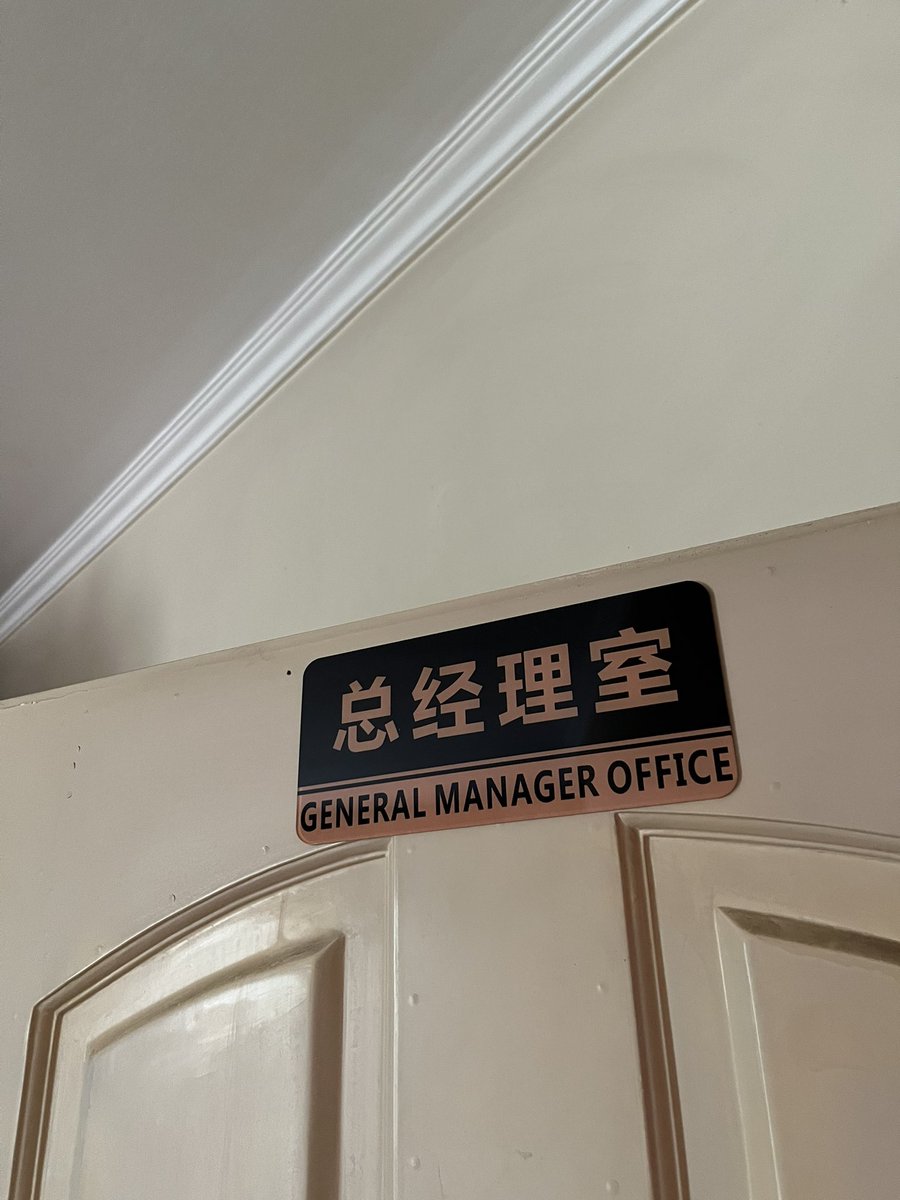 总经理室
GENERAL MANAGER OFFICE